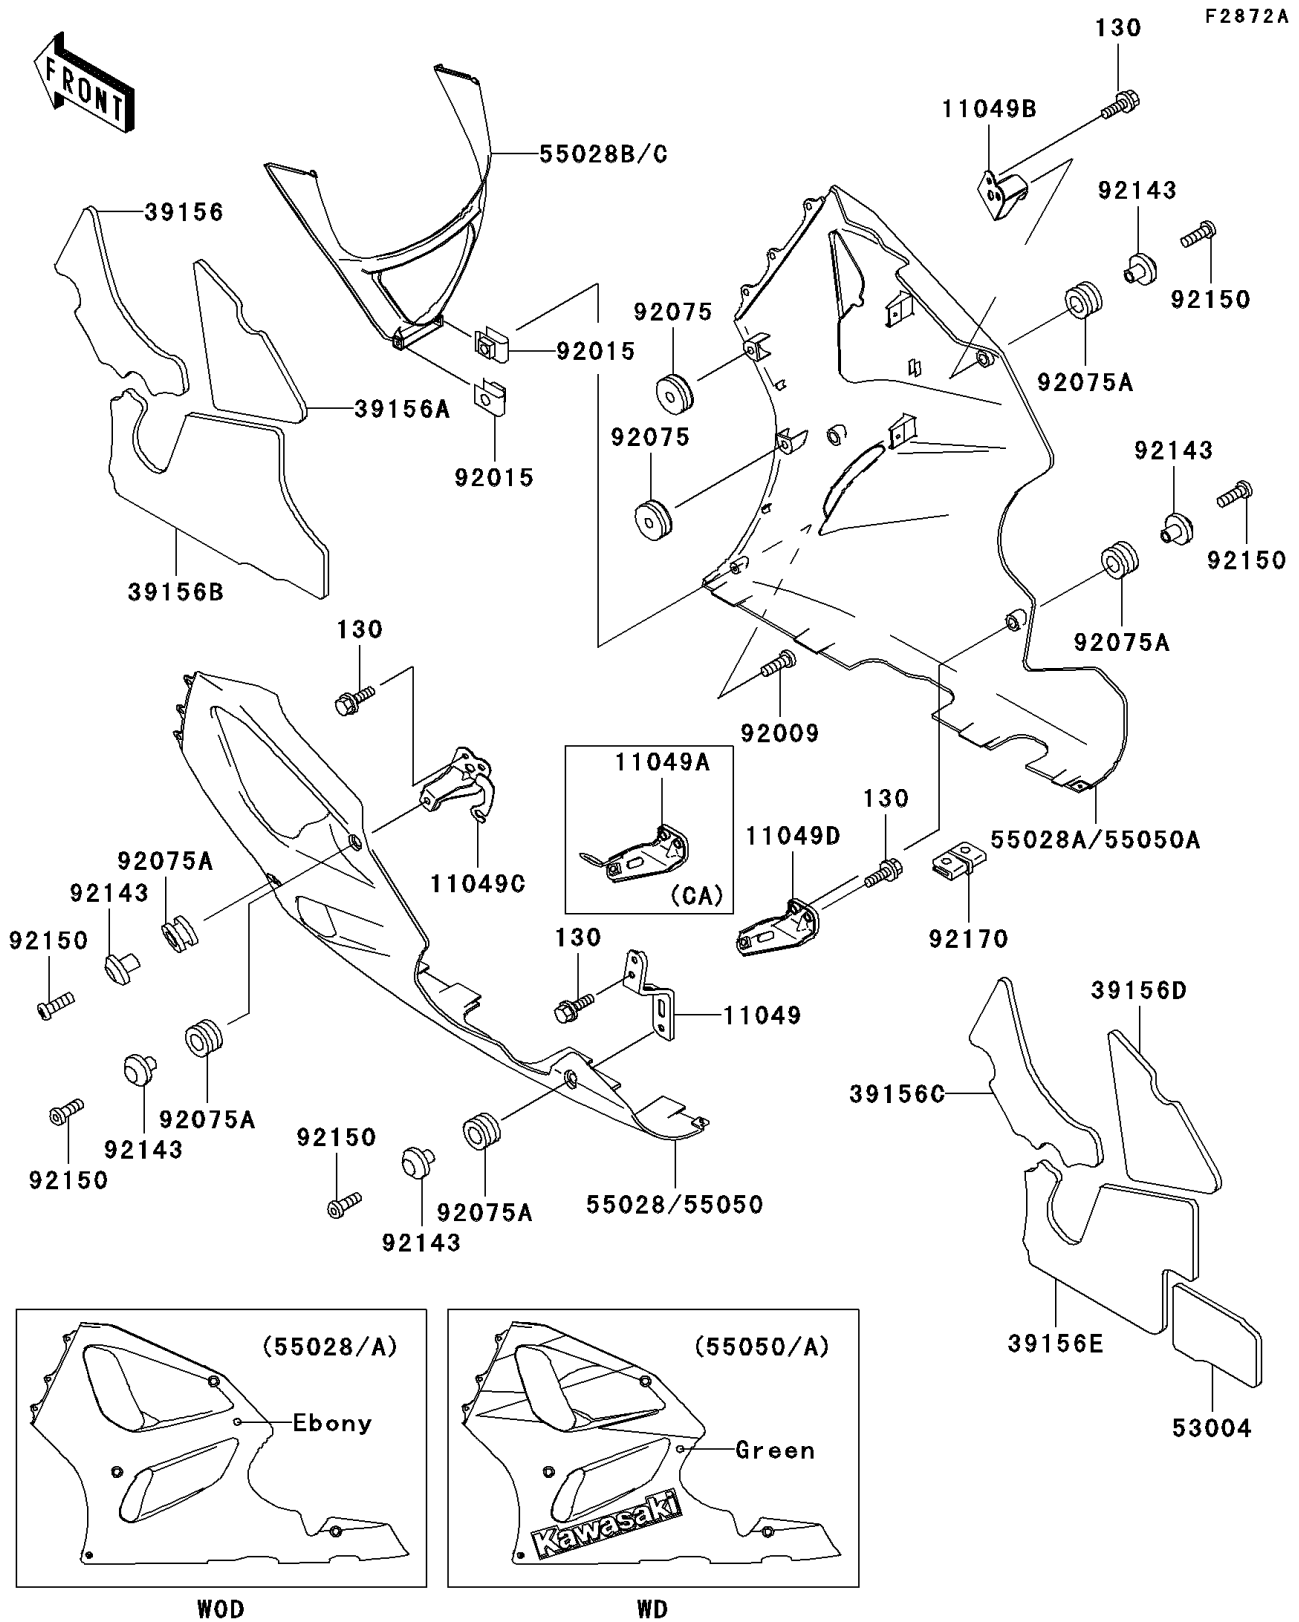 F2872A
130
FRONT
11049B
55028B/C
92143
39156
92150
92075
92015
92075A
39156A
92075
92143
92015
92150
39156B
130
92075A
92009
11049A
130
11049D
55028A/55050A
92075A
11049C
92143
(CA)
92150
130
92170
39156D
11049
39156C
92075A
92143
92150
92150
92075A
55028/55050
92143
39156E
(55028/A)
(55050/A)
Ebony
53004
Green
Kawasaki
WOD
WD